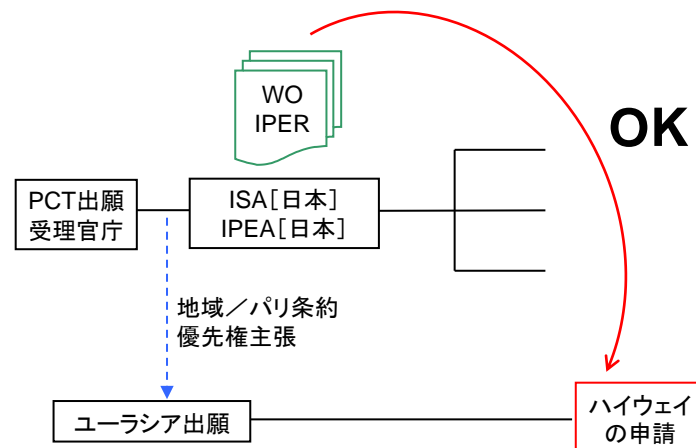 WO
IPER
OK
PCT出願
受理官庁
ISA［日本］
IPEA［日本］
地域／パリ条約
優先権主張
ユーラシア出願
ハイウェイ
の申請